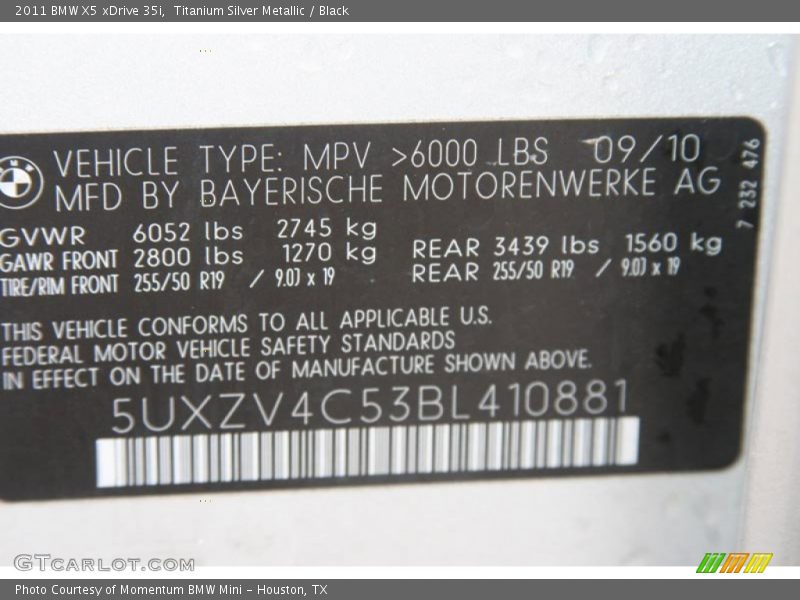 2011 BMW X5 xDrive 35i, Titanium Silver Metallic / Black
VEHICLE TYPE: MPV >6000 LBS 09/10
MFD BY BAYERISCHE MOTORENWERKE AG
7 232 476
GVWR 6052 lbs 2745 kg
GAWR FRONT 2800 lbs 1270 kg REAR 3439 lbs 1560 kg
TIRE/RIM FRONT 255/50 R19 / 9.0J x 19 REAR 255/50 R19 / 9.0J x 19
THIS VEHICLE CONFORMS TO ALL APPLICABLE U.S.
FEDERAL MOTOR VEHICLE SAFETY STANDARDS
IN EFFECT ON THE DATE OF MANUFACTURE SHOWN ABOVE.
5UXZV4C53BL410881
GTCARLOT.COM
Photo Courtesy of Momentum BMW Mini - Houston, TX